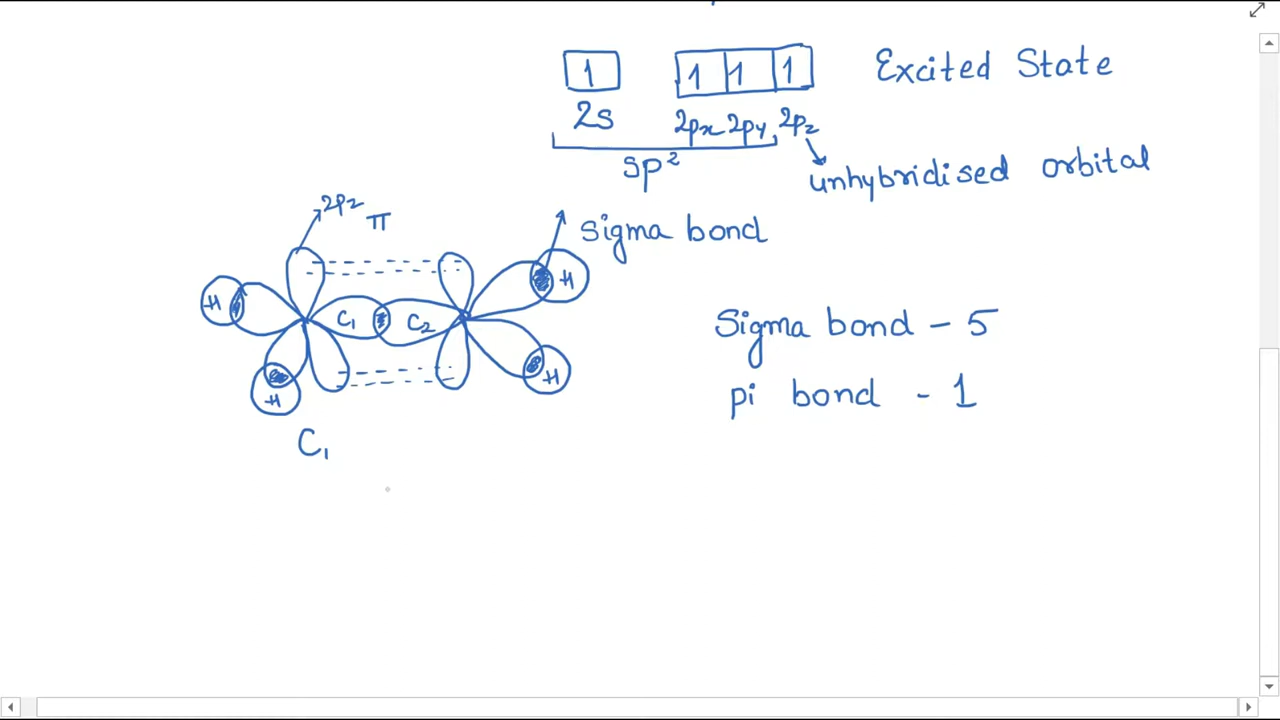 1 1 1 1 Excited State
2s 2px 2py 2pz
sp²
unhybridised orbital
2pz
π
Sigma bond
H C₁ C₂ H
H H
Sigma bond - 5
pi bond - 1
C₁